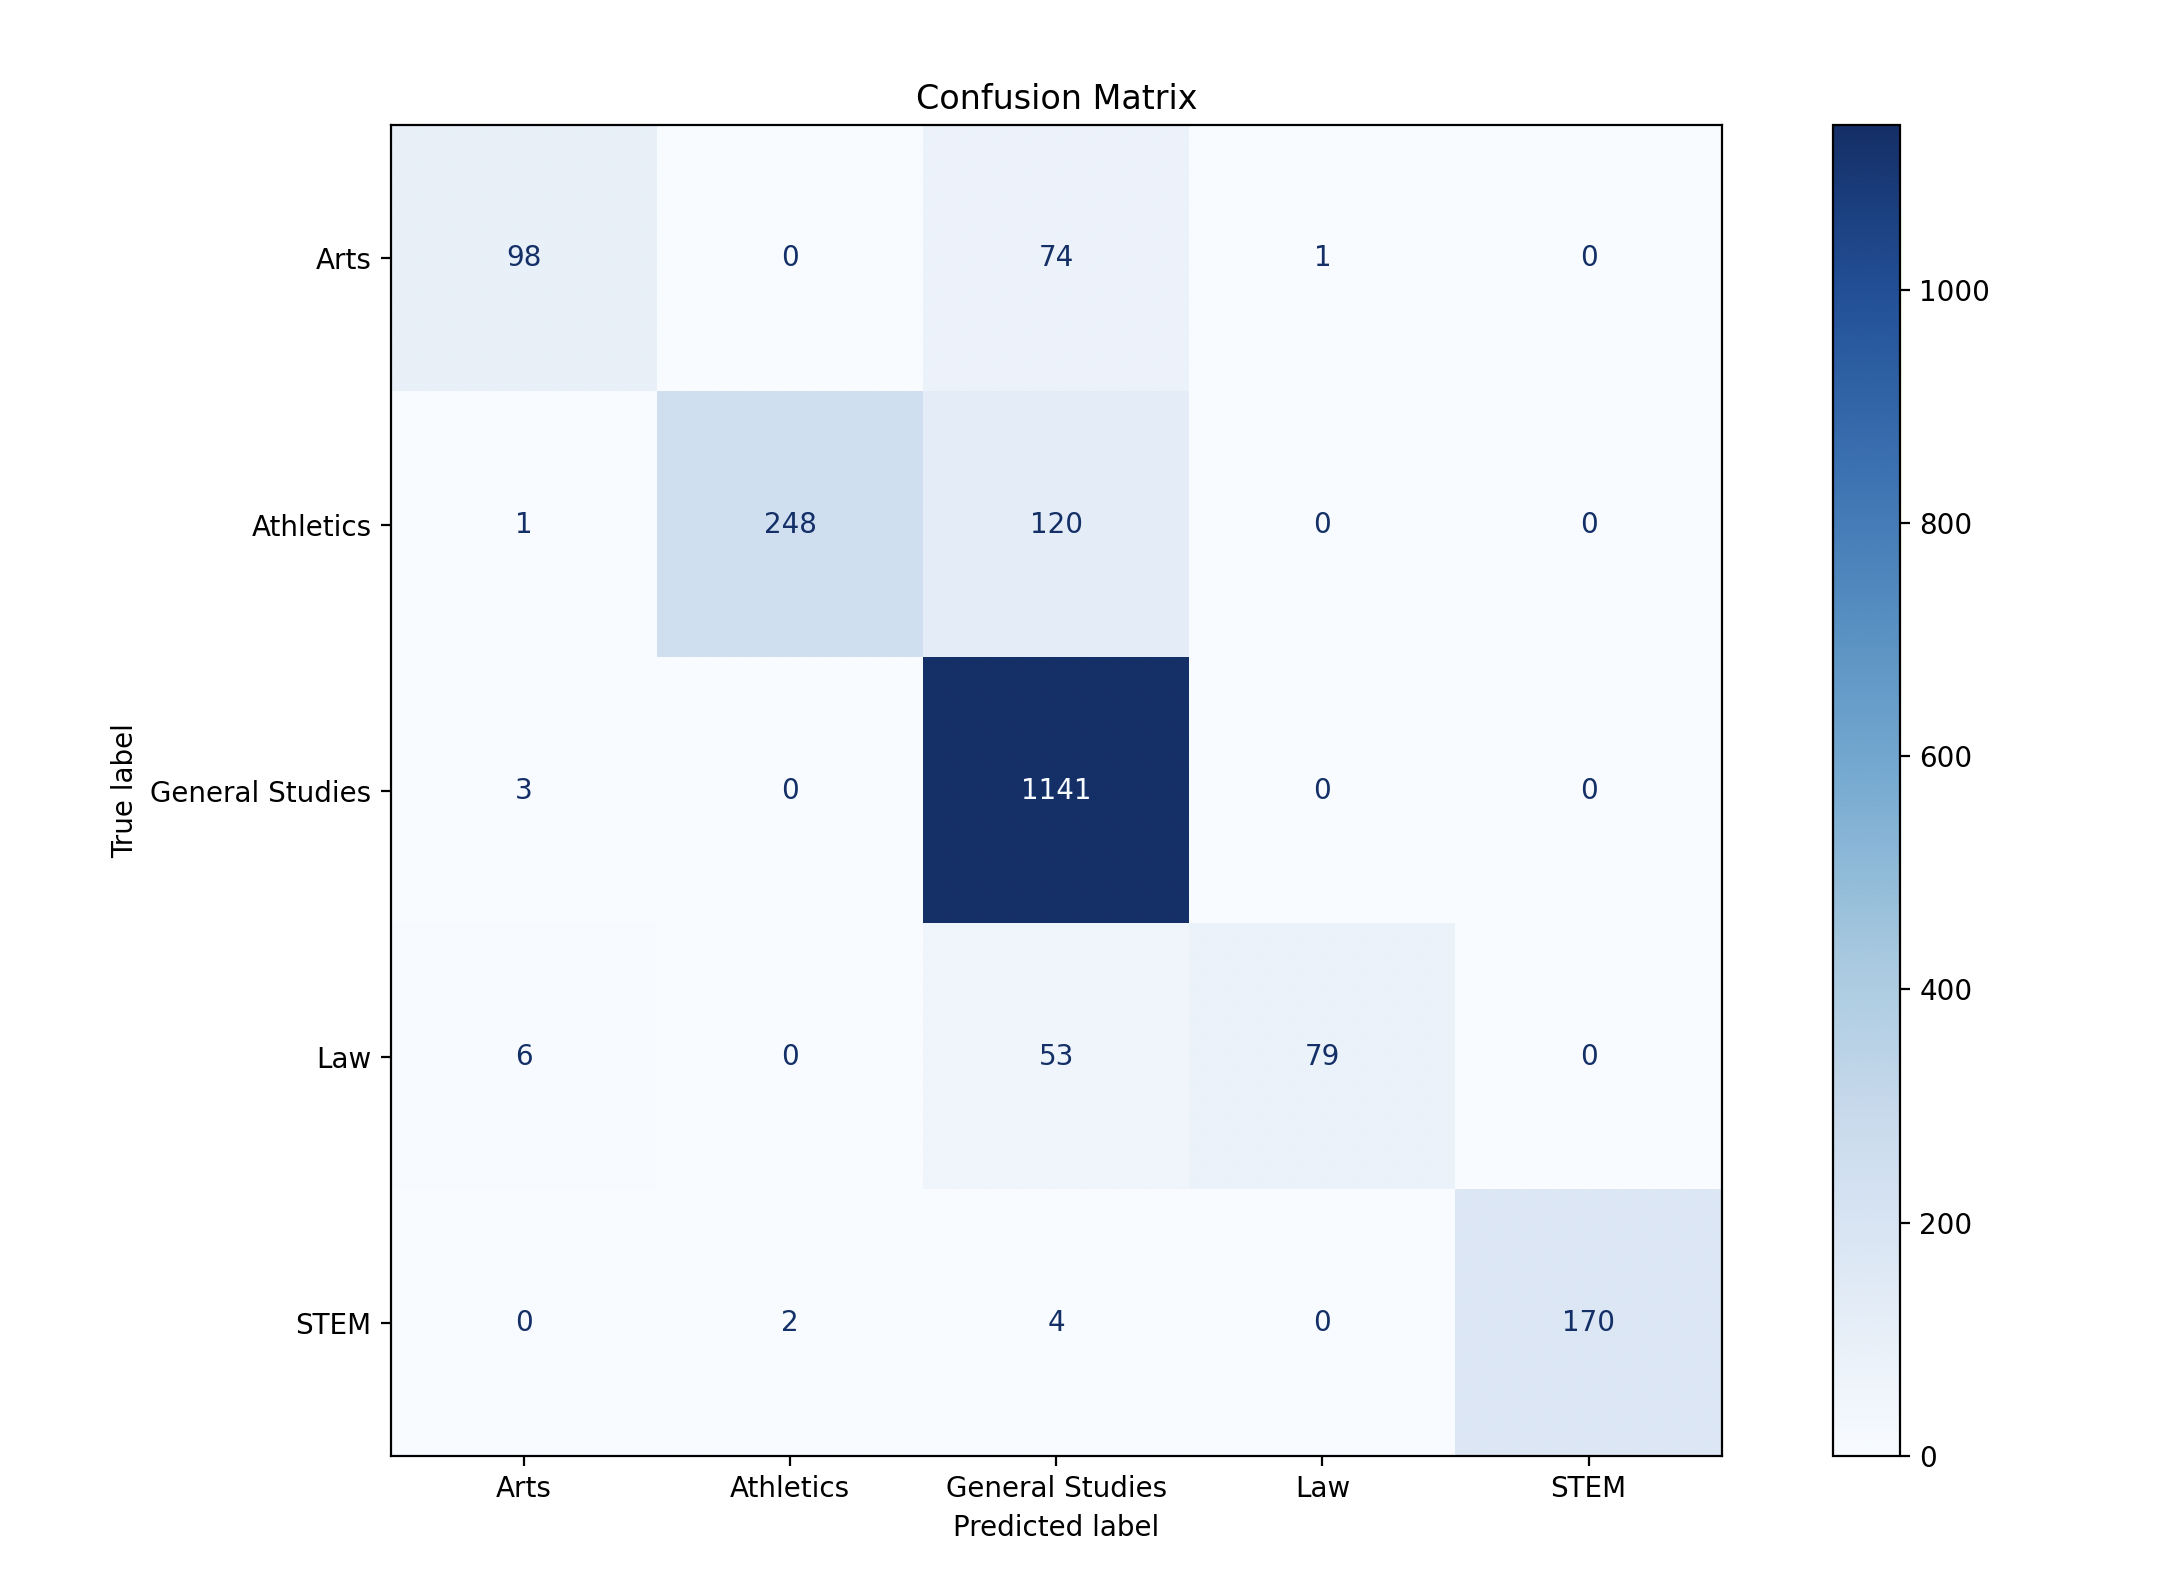 Confusion Matrix
Arts 98 0 74 1 0
Athletics 1 248 120 0 0
General Studies 3 0 1141 0 0
Law 6 0 53 79 0
STEM 0 2 4 0 170
Arts Athletics General Studies Law STEM
Predicted label
True label
1000
800
600
400
200
0